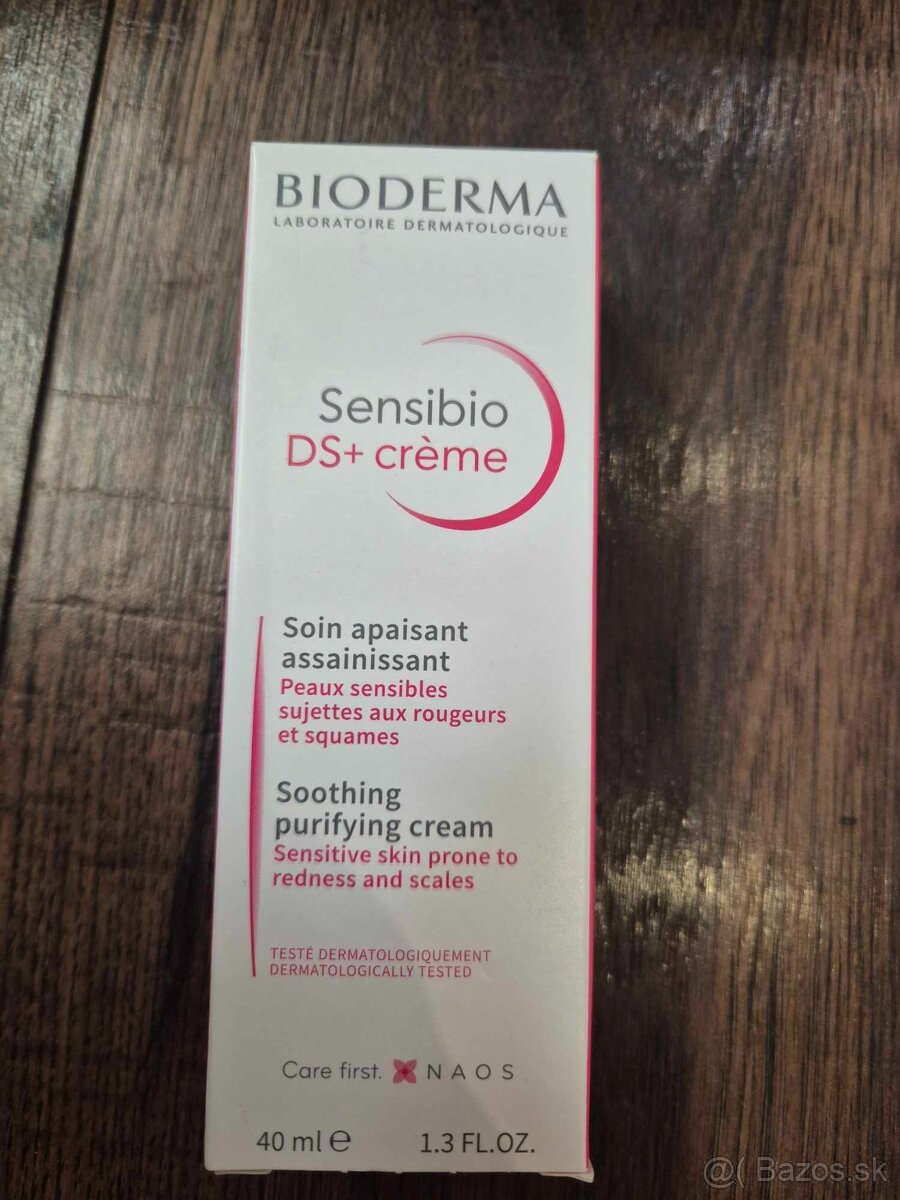 BIODERMA
LABORATOIRE DERMATOLOGIQUE
Sensibio
DS+ crème
Soin apaisant
assainissant
Peaux sensibles
sujettes aux rougeurs
et squames
Soothing
purifying cream
Sensitive skin prone to
redness and scales
TESTÉ DERMATOLOGIQUEMENT
DERMATOLOGICALLY TESTED
Care first. NAOS
40 ml ℮ 1.3 FL.OZ.
@( Bazos.sk